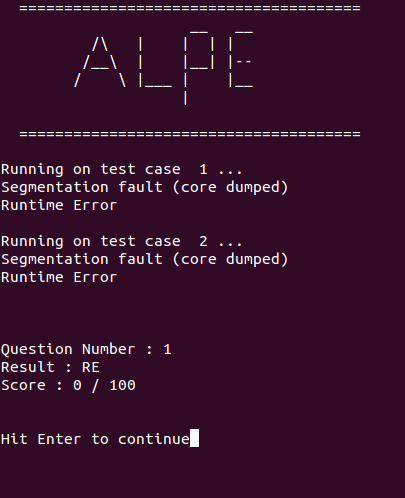 ALPE
Running on test case 1 ...
Segmentation fault (core dumped)
Runtime Error
Running on test case 2 ...
Segmentation fault (core dumped)
Runtime Error
Question Number : 1
Result : RE
Score : 0 / 100
Hit Enter to continue